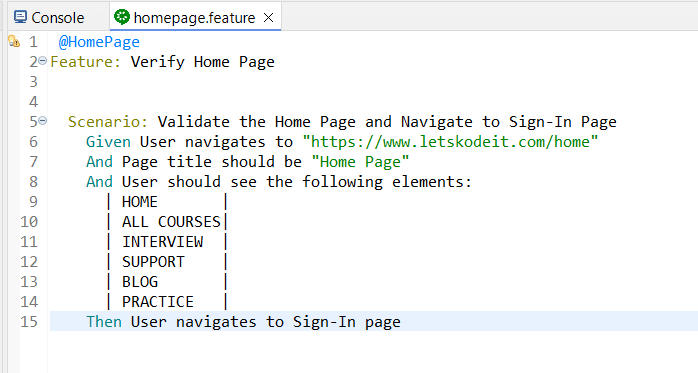 Console homepage.feature
1 @HomePage
2 Feature: Verify Home Page
3
4
5 Scenario: Validate the Home Page and Navigate to Sign-In Page
6 Given User navigates to "https://www.letskodeit.com/home"
7 And Page title should be "Home Page"
8 And User should see the following elements:
9 | HOME |
10 | ALL COURSES|
11 | INTERVIEW |
12 | SUPPORT |
13 | BLOG |
14 | PRACTICE |
15 Then User navigates to Sign-In page